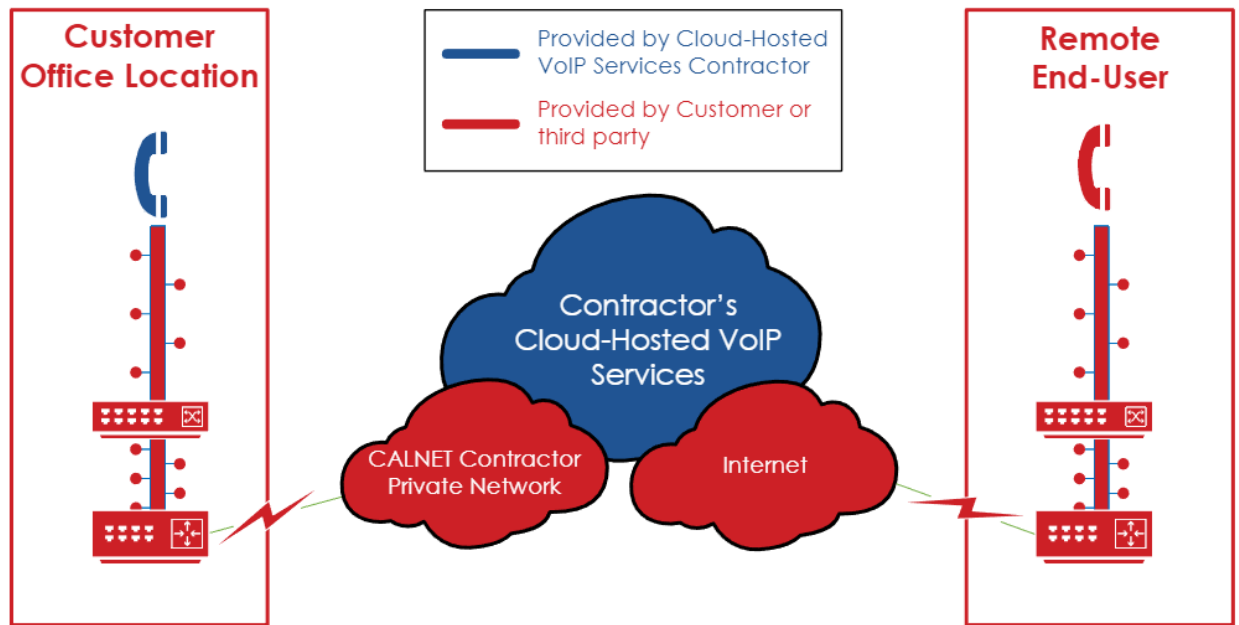 Customer
Office Location
Provided by Cloud-Hosted
VoIP Services Contractor
Provided by Customer or
third party
Remote
End-User
Contractor's
Cloud-Hosted VoIP
Services
CALNET Contractor
Private Network
Internet